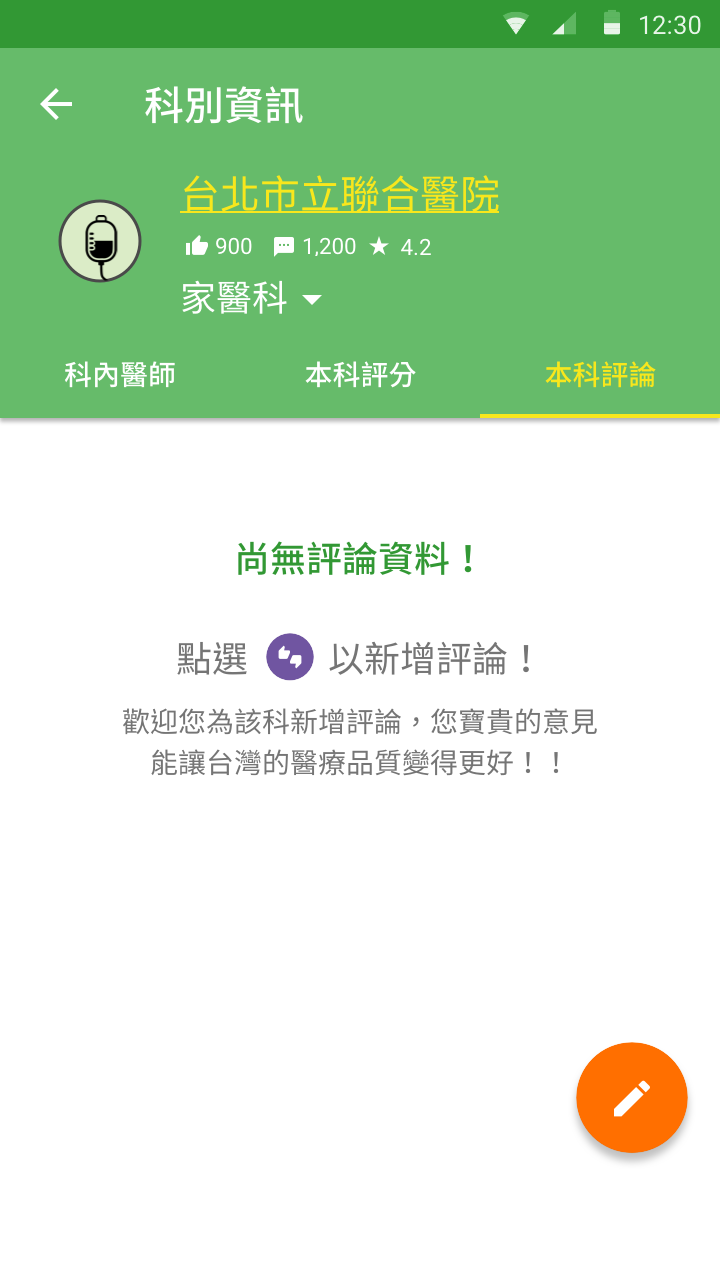 12:30
科別資訊
台北市立聯合醫院
900 1,200 4.2
家醫科
科內醫師 本科評分 本科評論
尚無評論資料！
點選 以新增評論！
歡迎您為該科新增評論，您寶貴的意見
能讓台灣的醫療品質變得更好！！